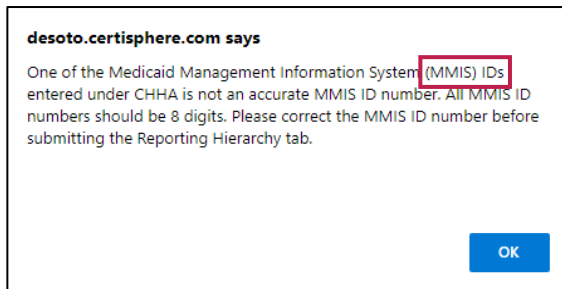 desoto.certisphere.com says
One of the Medicaid Management Information System (MMIS) IDs
entered under CHHA is not an accurate MMIS ID number. All MMIS ID
numbers should be 8 digits. Please correct the MMIS ID number before
submitting the Reporting Hierarchy tab.
OK